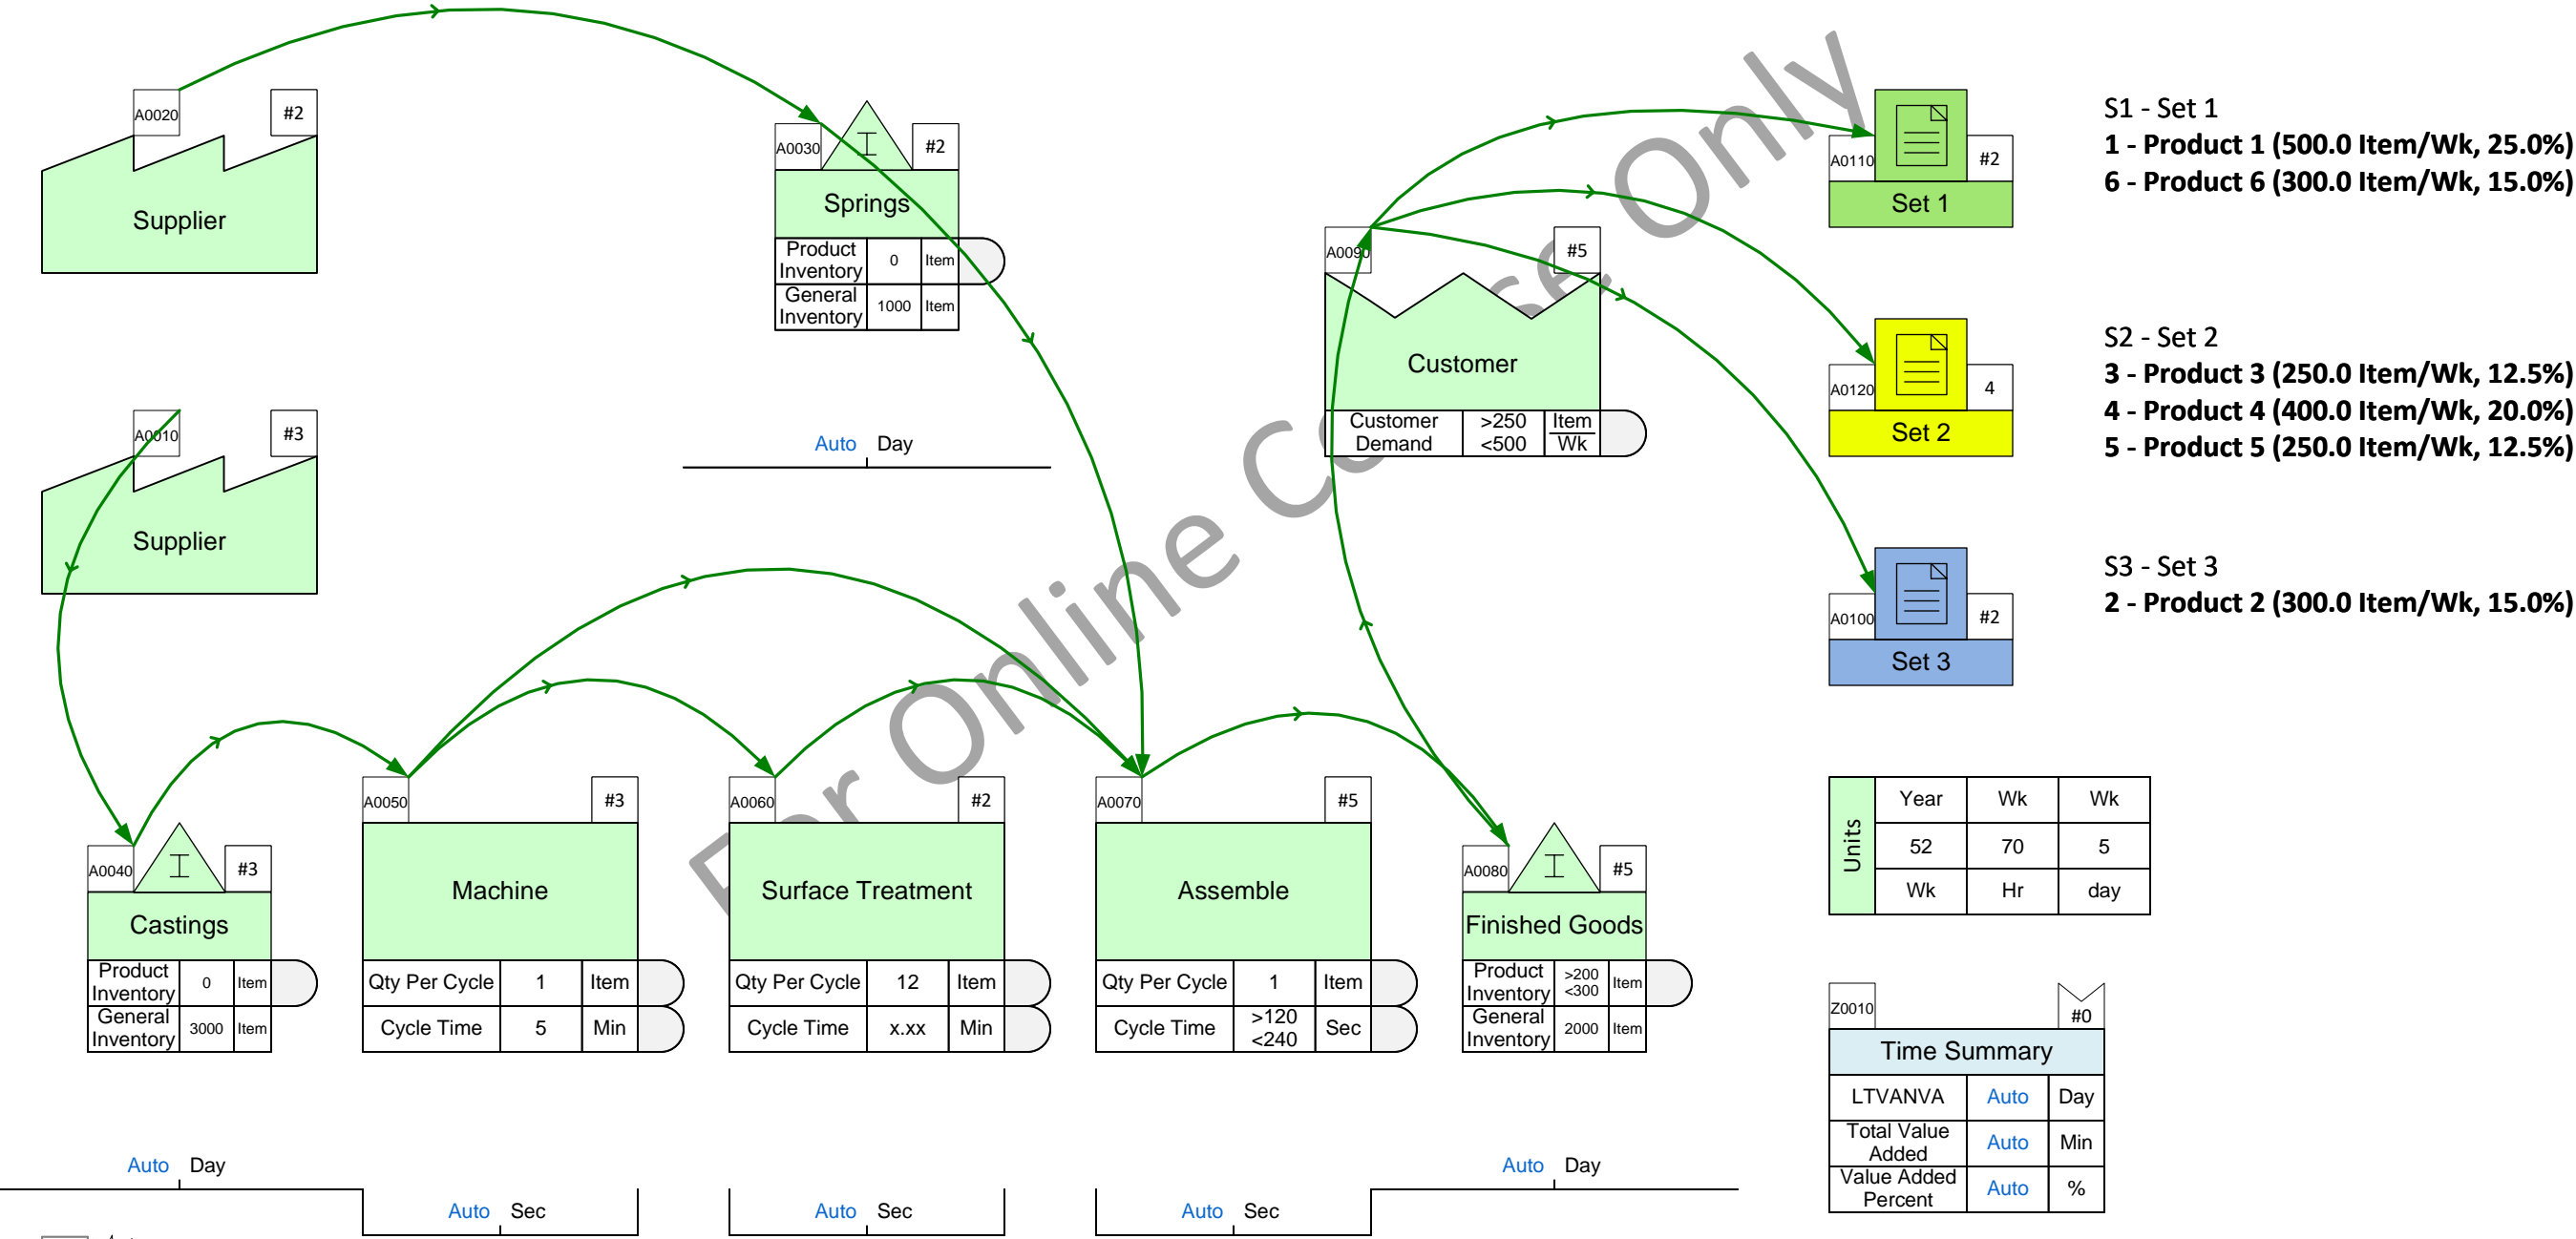 A0020
#2
Supplier
A0030
#2
Springs
Product
Inventory
0
Item
General
Inventory
1000
Item
Auto Day
A0010
#3
Supplier
A0090
#5
Customer
Customer
Demand
>250
<500
Item
Wk
A0110
#2
Set 1
S1 - Set 1
1 - Product 1 (500.0 Item/Wk, 25.0%)
6 - Product 6 (300.0 Item/Wk, 15.0%)
A0120
4
Set 2
S2 - Set 2
3 - Product 3 (250.0 Item/Wk, 12.5%)
4 - Product 4 (400.0 Item/Wk, 20.0%)
5 - Product 5 (250.0 Item/Wk, 12.5%)
A0100
#2
Set 3
S3 - Set 3
2 - Product 2 (300.0 Item/Wk, 15.0%)
A0040
#3
Castings
Product
Inventory
0
Item
General
Inventory
3000
Item
A0050
#3
Machine
Qty Per Cycle 1 Item
Cycle Time 5 Min
A0060
#2
Surface Treatment
Qty Per Cycle 12 Item
Cycle Time x.xx Min
A0070
#5
Assemble
Qty Per Cycle 1 Item
Cycle Time
>120
<240
Sec
A0080
#5
Finished Goods
Product
Inventory
>200
<300
Item
General
Inventory
2000
Item
Units
Year Wk Wk
52 70 5
Wk Hr day
Z0010
#0
Time Summary
LTVANVA Auto Day
Total Value
Added
Auto
Min
Value Added
Percent
Auto
%
Auto Day
Auto Sec
Auto Sec
Auto Sec
Auto Day
For Online
Only